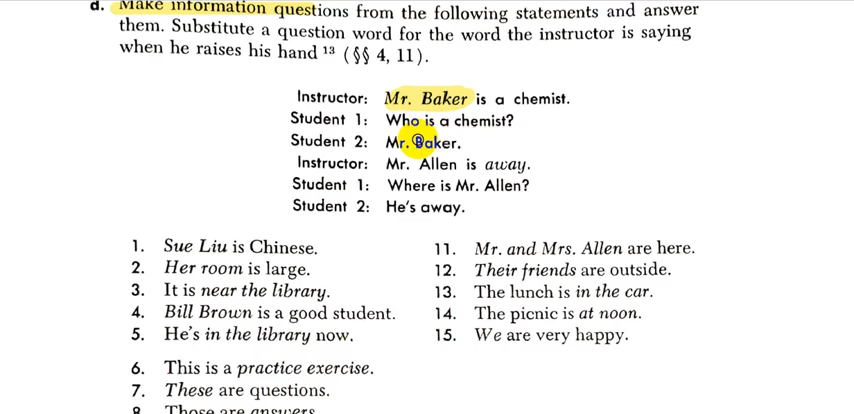 d. Make information questions from the following statements and answer
them. Substitute a question word for the word the instructor is saying
when he raises his hand 13 (§§ 4, 11).
Instructor: Mr. Baker is a chemist.
Student 1: Who is a chemist?
Student 2: Mr. Baker.
Instructor: Mr. Allen is away.
Student 1: Where is Mr. Allen?
Student 2: He's away.
1. Sue Liu is Chinese.
2. Her room is large.
3. It is near the library.
4. Bill Brown is a good student.
5. He's in the library now.
6. This is a practice exercise.
7. These are questions.
8. Those are answers
11. Mr. and Mrs. Allen are here.
12. Their friends are outside.
13. The lunch is in the car.
14. The picnic is at noon.
15. We are very happy.